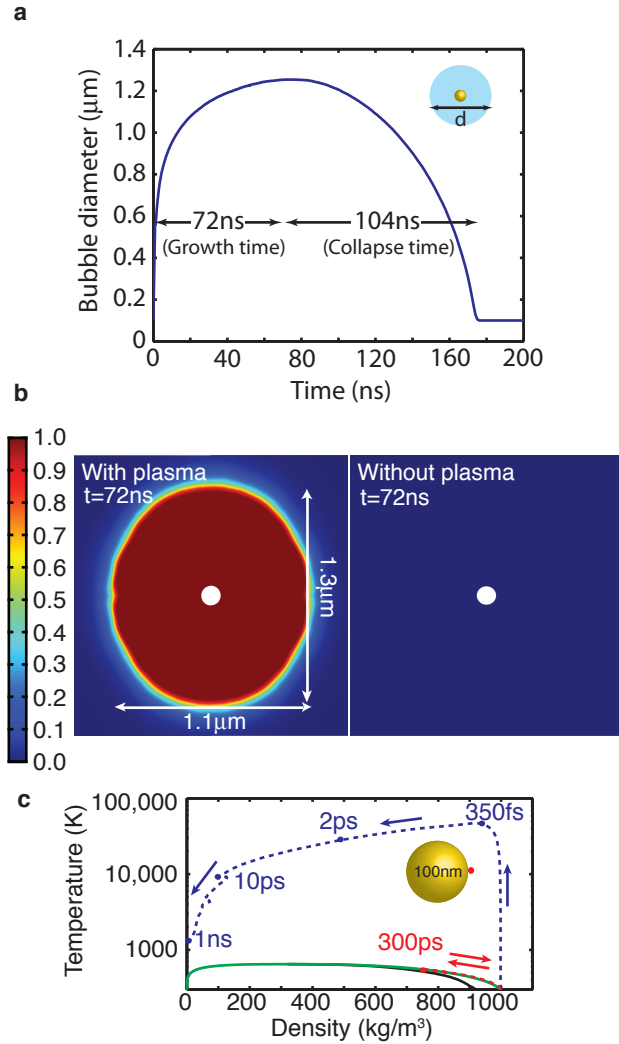 a
Bubble diameter (μm)
1.4
1.2
1.0
0.8
0.6
0.4
0.2
0
d
72ns
(Growth time)
104ns
(Collapse time)
0
40
80
120
160
200
Time (ns)
b
1.0
0.9
0.8
0.7
0.6
0.5
0.4
0.3
0.2
0.1
0.0
With plasma
t=72ns
1.3μm
1.1μm
Without plasma
t=72ns
c
Temperature (K)
100,000
10,000
1000
2ps
350fs
10ps
100nm
1ns
300ps
0
200
400
600
800
1000
Density (kg/m³)